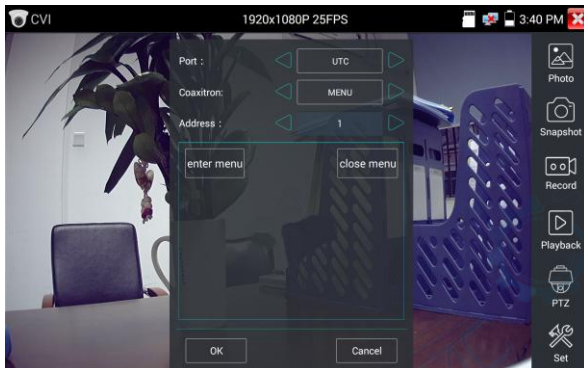 CVI 1920x1080P 25FPS 3:40 PM
Port : UTC
Coaxitron: MENU
Address : 1
enter menu close menu
OK Cancel
Photo
Snapshot
Record
Playback
PTZ
Set